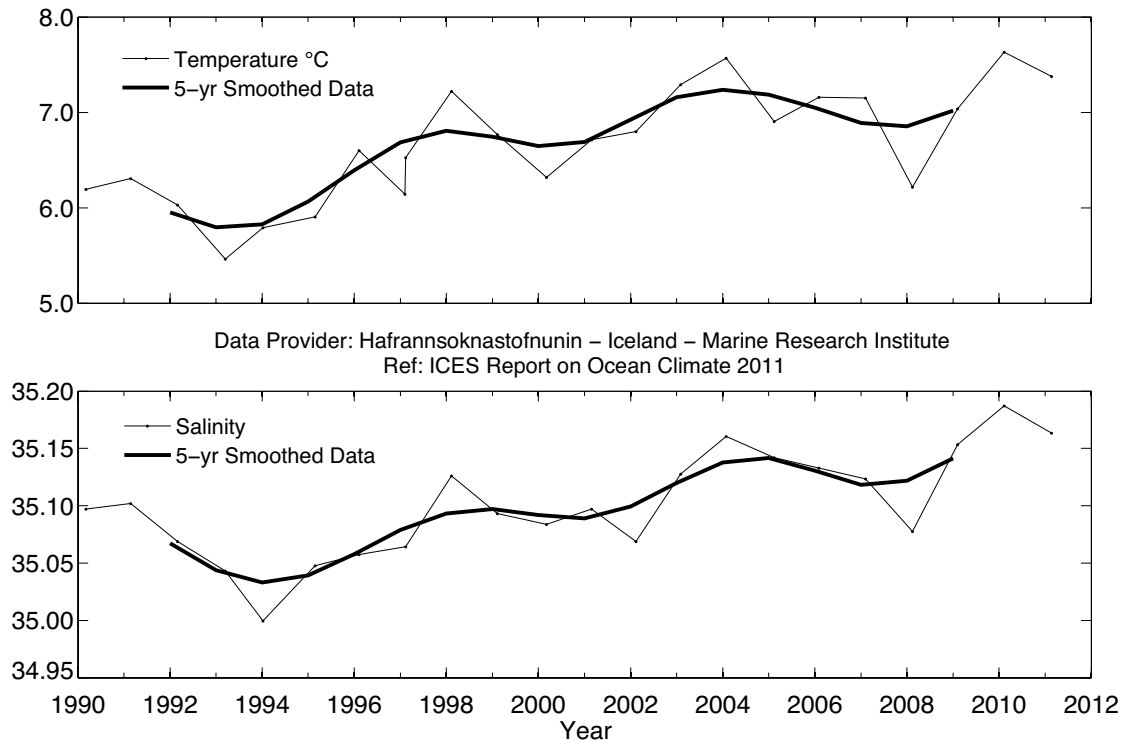 8.0
7.0
6.0
5.0
Temperature °C
5−yr Smoothed Data
Data Provider: Hafrannsoknastofnunin − Iceland − Marine Research Institute
Ref: ICES Report on Ocean Climate 2011
35.20
35.15
35.10
35.05
35.00
34.95
Salinity
5−yr Smoothed Data
1990 1992 1994 1996 1998 2000 2002 2004 2006 2008 2010 2012
Year